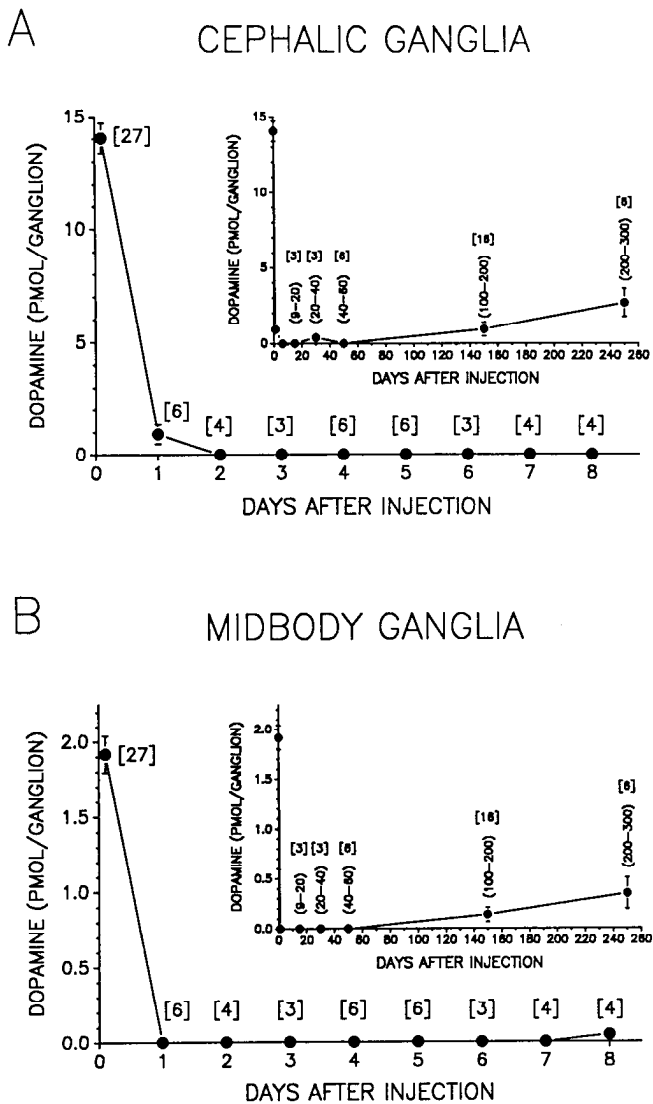 A
CEPHALIC GANGLIA
DOPAMINE (PMOL/GANGLION)
15
10
5
0
[27]
[6]
[4]
[3]
[6]
[6]
[3]
[4]
[4]
0 1 2 3 4 5 6 7 8
DAYS AFTER INJECTION
DOPAMINE (PMOL/GANGLION)
15
10
5
0
[3] [3] [6]
(9–20)
(20–40)
(40–60)
[16]
(100–200)
[6]
(200–300)
0 20 40 60 80 100 120 140 160 180 200 220 240 260
DAYS AFTER INJECTION
B
MIDBODY GANGLIA
DOPAMINE (PMOL/GANGLION)
2.0
1.5
1.0
0.5
0.0
[27]
[6] [4] [3] [6] [6] [3] [4] [4]
0 1 2 3 4 5 6 7 8
DAYS AFTER INJECTION
DOPAMINE (PMOL/GANGLION)
2.0
1.5
1.0
0.5
0.0
[3] [3] [6]
(9–20)
(20–40)
(40–60)
[16]
(100–200)
[6]
(200–300)
0 20 40 60 80 100 120 140 160 180 200 220 240 260
DAYS AFTER INJECTION